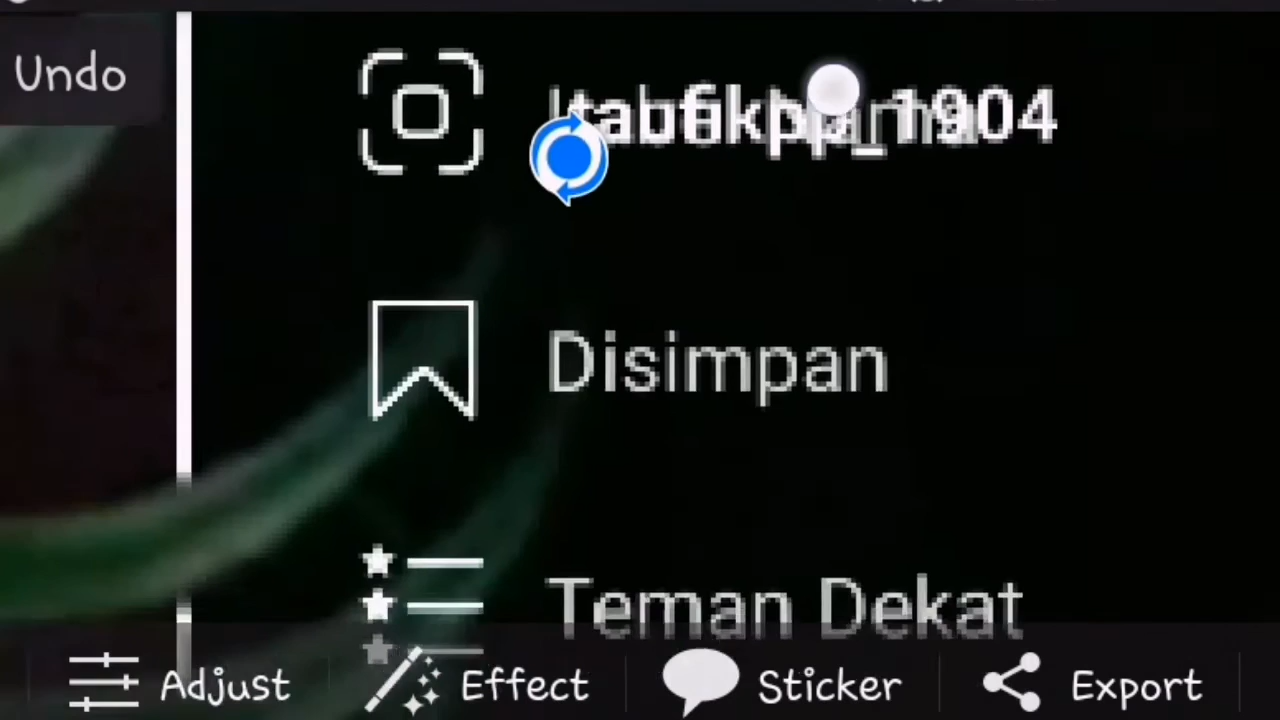 Undo
Disimpan
Teman Dekat
Adjust
Effect
Sticker
Export